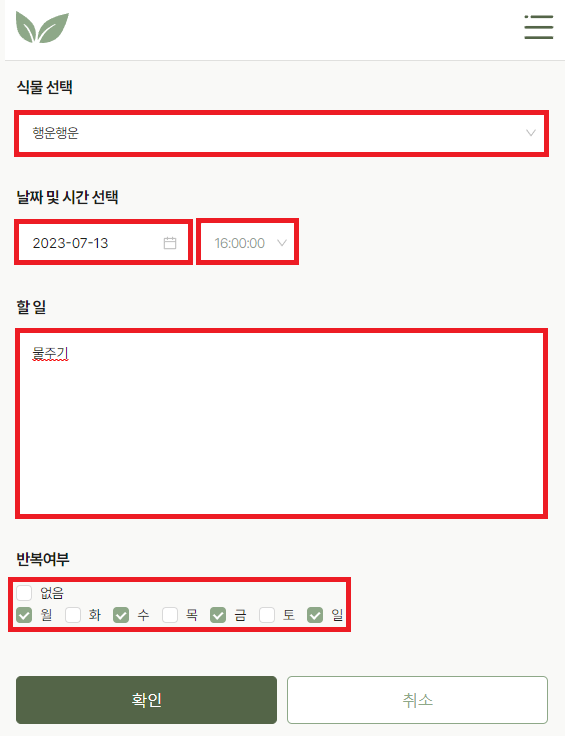 식물 선택
행운행운
날짜 및 시간 선택
2023-07-13 16:00:00
할 일
물주기
반복여부
없음
월 화 수 목 금 토 일
확인 취소